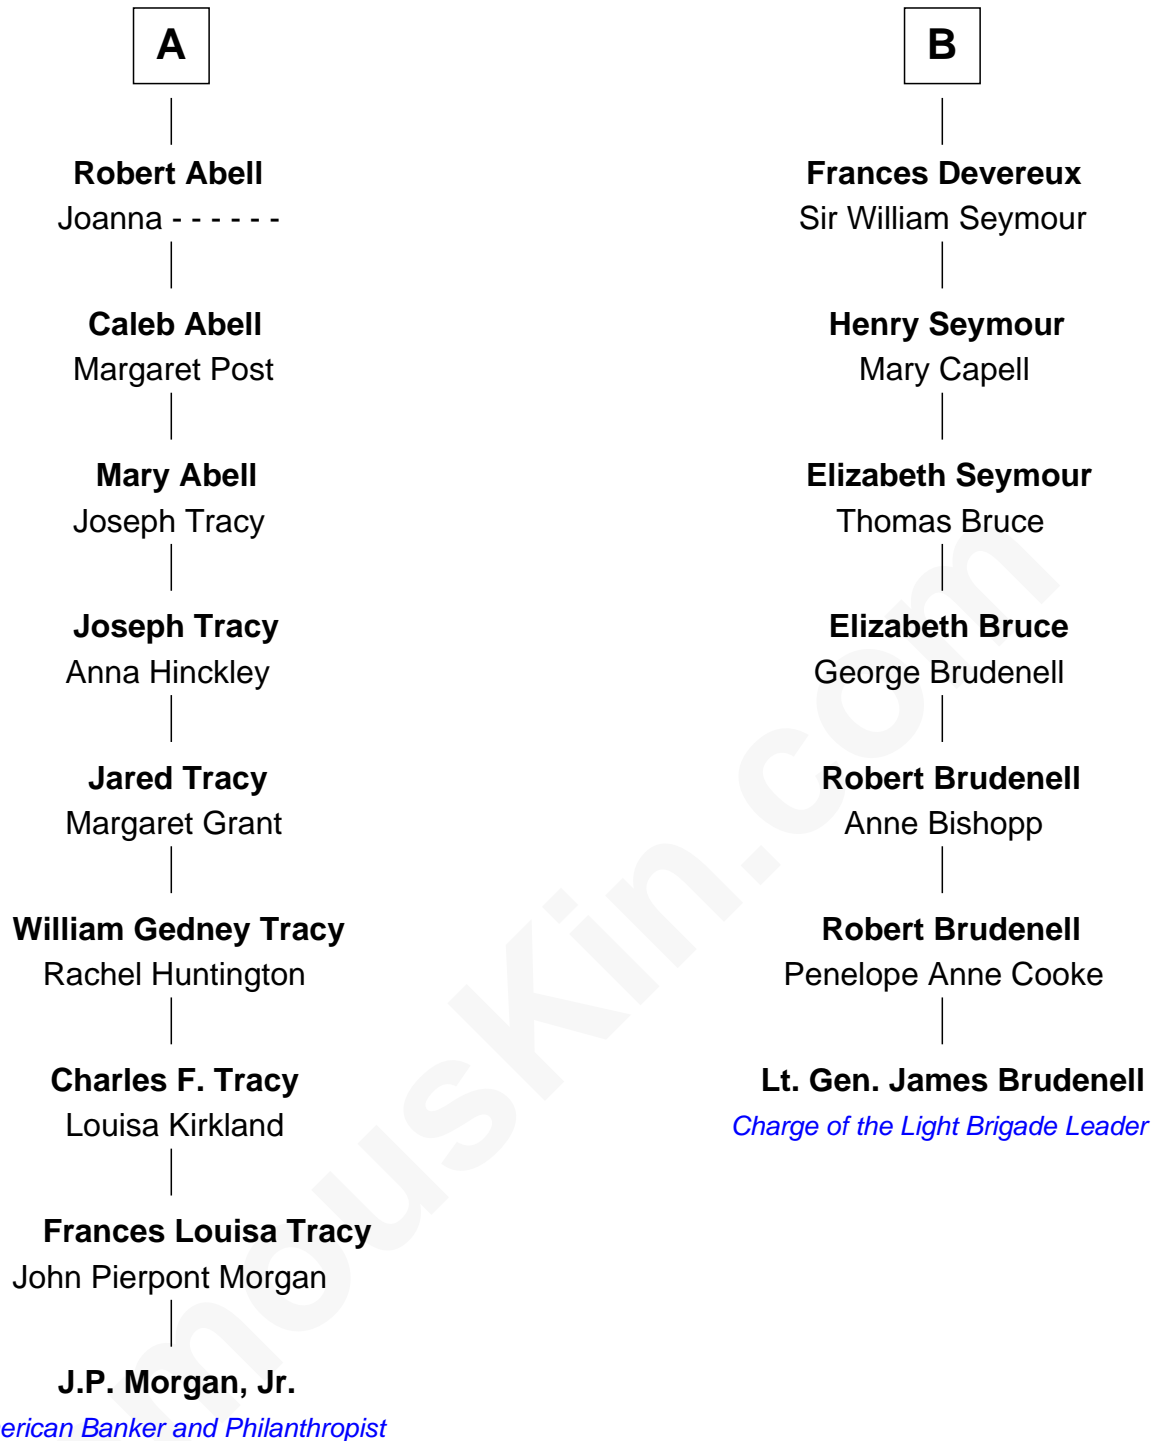 A
Robert Abell
Joanna - - - - - -
Caleb Abell
Margaret Post
Mary Abell
Joseph Tracy
Joseph Tracy
Anna Hinckley
Jared Tracy
Margaret Grant
William Gedney Tracy
Rachel Huntington
Charles F. Tracy
Louisa Kirkland
Frances Louisa Tracy
John Pierpont Morgan
J.P. Morgan, Jr.
erican Banker and Philanthropist
B
Frances Devereux
Sir William Seymour
Henry Seymour
Mary Capell
Elizabeth Seymour
Thomas Bruce
Elizabeth Bruce
George Brudenell
Robert Brudenell
Anne Bishopp
Robert Brudenell
Penelope Anne Cooke
Lt. Gen. James Brudenell
Charge of the Light Brigade Leader
mousKin.com